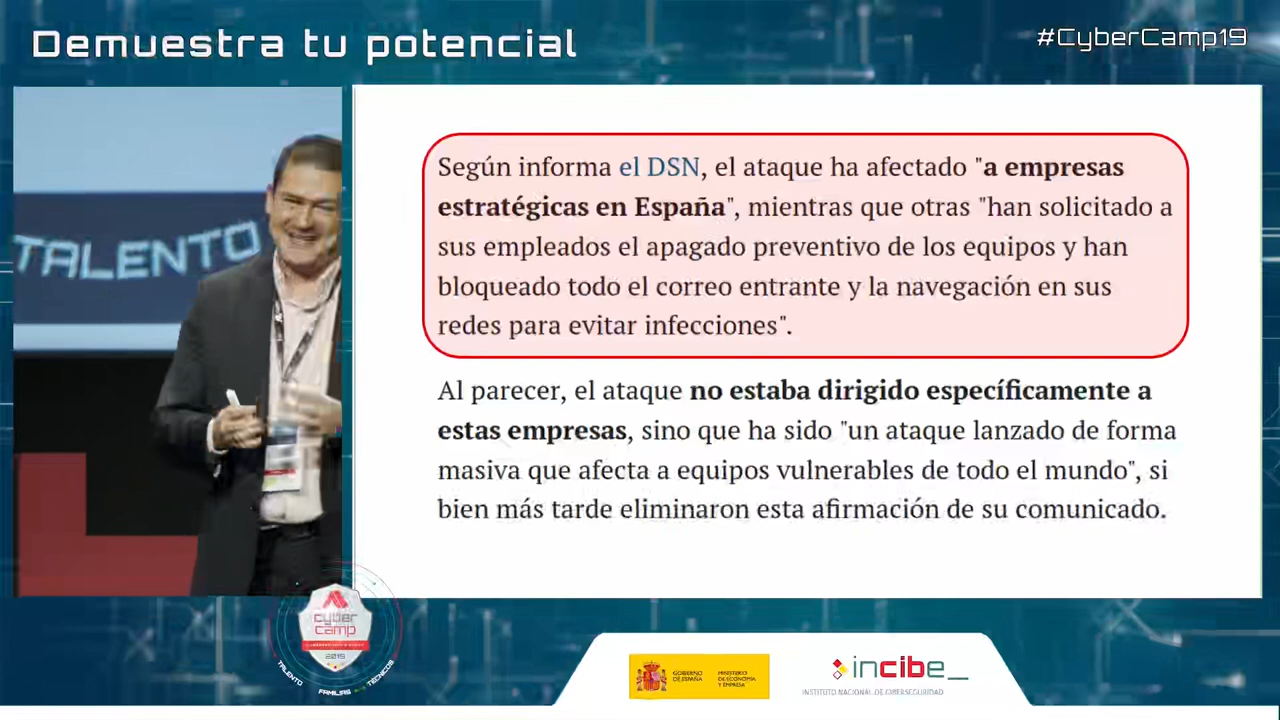 Demuestra tu potencial
#CyberCamp19
TALENTO
Según informa el DSN, el ataque ha afectado "a empresas
estratégicas en España", mientras que otras "han solicitado a
sus empleados el apagado preventivo de los equipos y han
bloqueado todo el correo entrante y la navegación en sus
redes para evitar infecciones".
Al parecer, el ataque no estaba dirigido específicamente a
estas empresas, sino que ha sido "un ataque lanzado de forma
masiva que afecta a equipos vulnerables de todo el mundo", si
bien más tarde eliminaron esta afirmación de su comunicado.
cyber
camp
2019
TALENTO
FAMILIAS
TÉCNICOS
GOBIERNO
DE ESPAÑA
MINISTERIO
DE ECONOMÍA
Y EMPRESA
incibe_
INSTITUTO NACIONAL DE CIBERSEGURIDAD